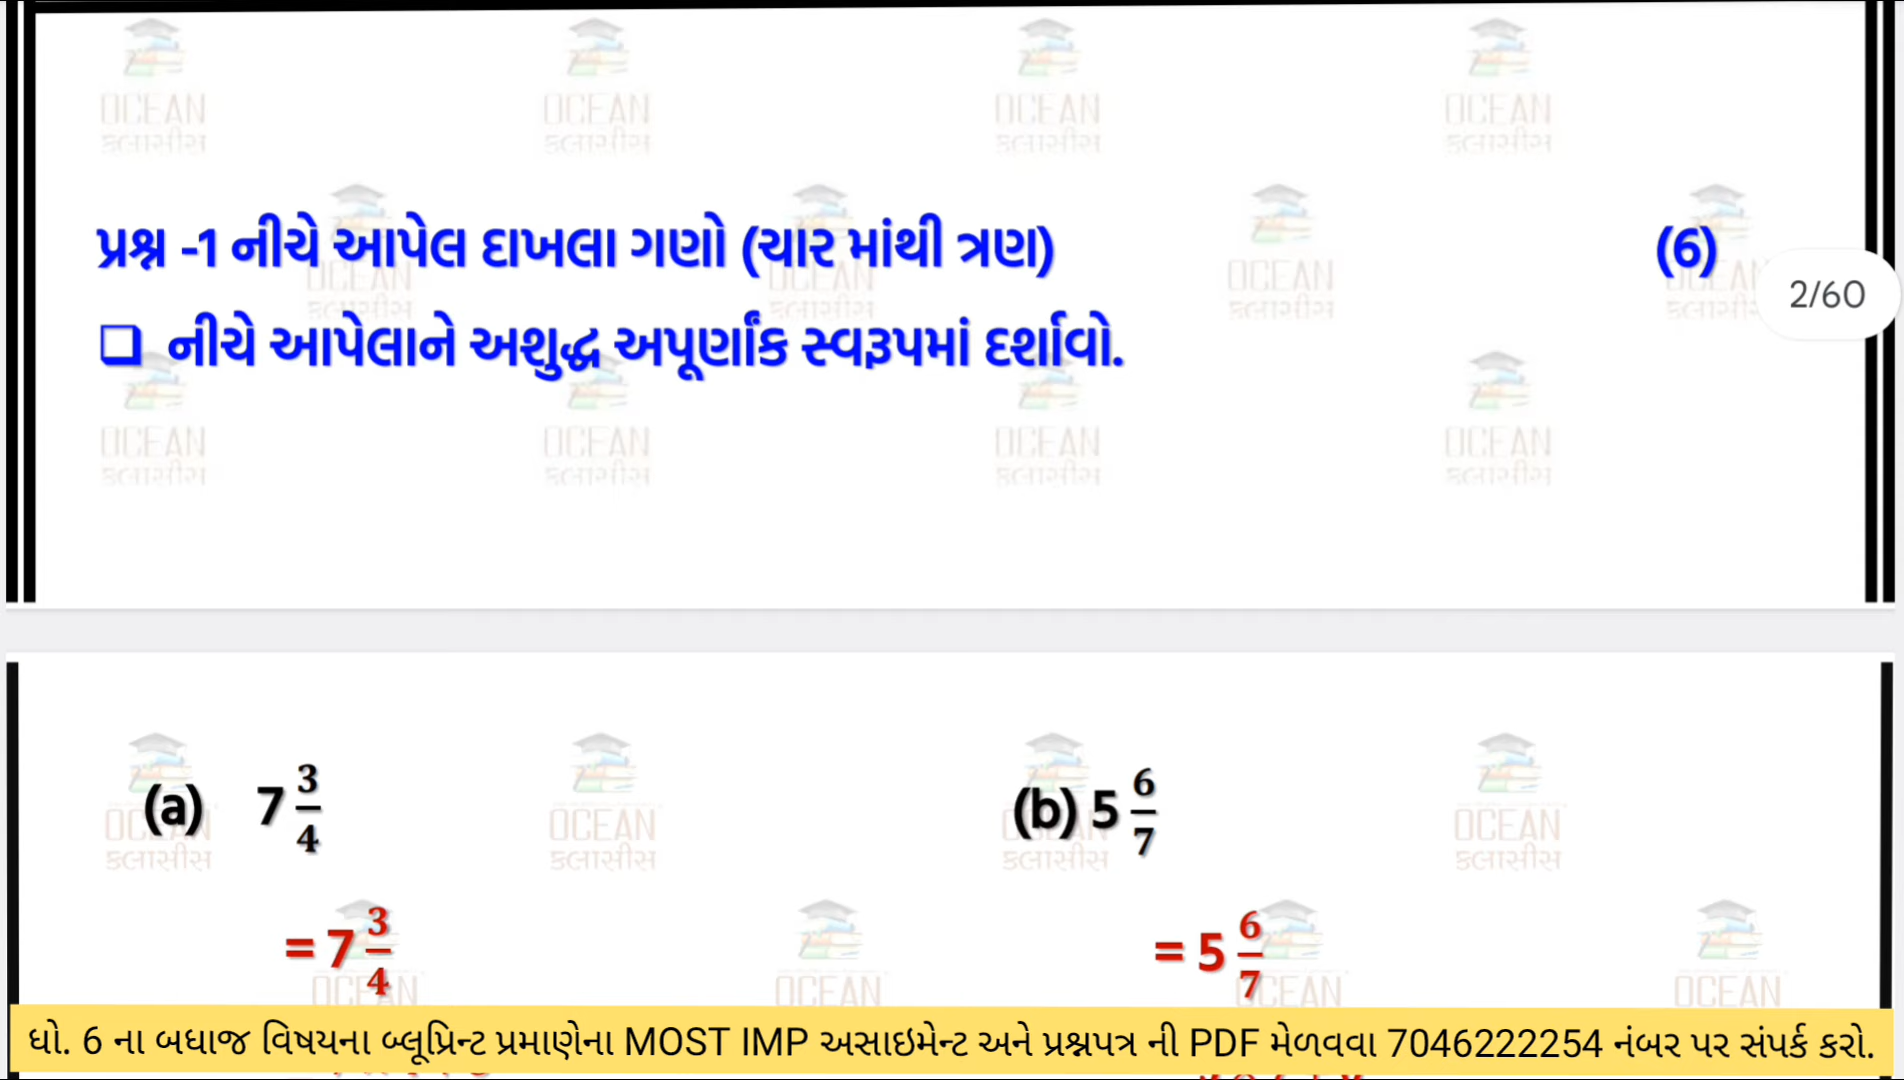 પ્રશ્ન -1 નીચે આપેલ દાખલા ગણો (ચાર માંથી ત્રણ) (6)
2/60
❑ નીચે આપેલાને અશુદ્ધ અપૂર્ણાંક સ્વરૂપમાં દર્શાવો.
(a) 7 3/4 (b) 5 6/7
= 7 3/4 = 5 6/7
ધો. 6 ના બધાજ વિષયના બ્લૂપ્રિન્ટ પ્રમાણેના MOST IMP અસાઇમેન્ટ અને પ્રશ્નપત્ર ની PDF મેળવવા 7046222254 નંબર પર સંપર્ક કરો.
OCEAN
ક્લાસીસ